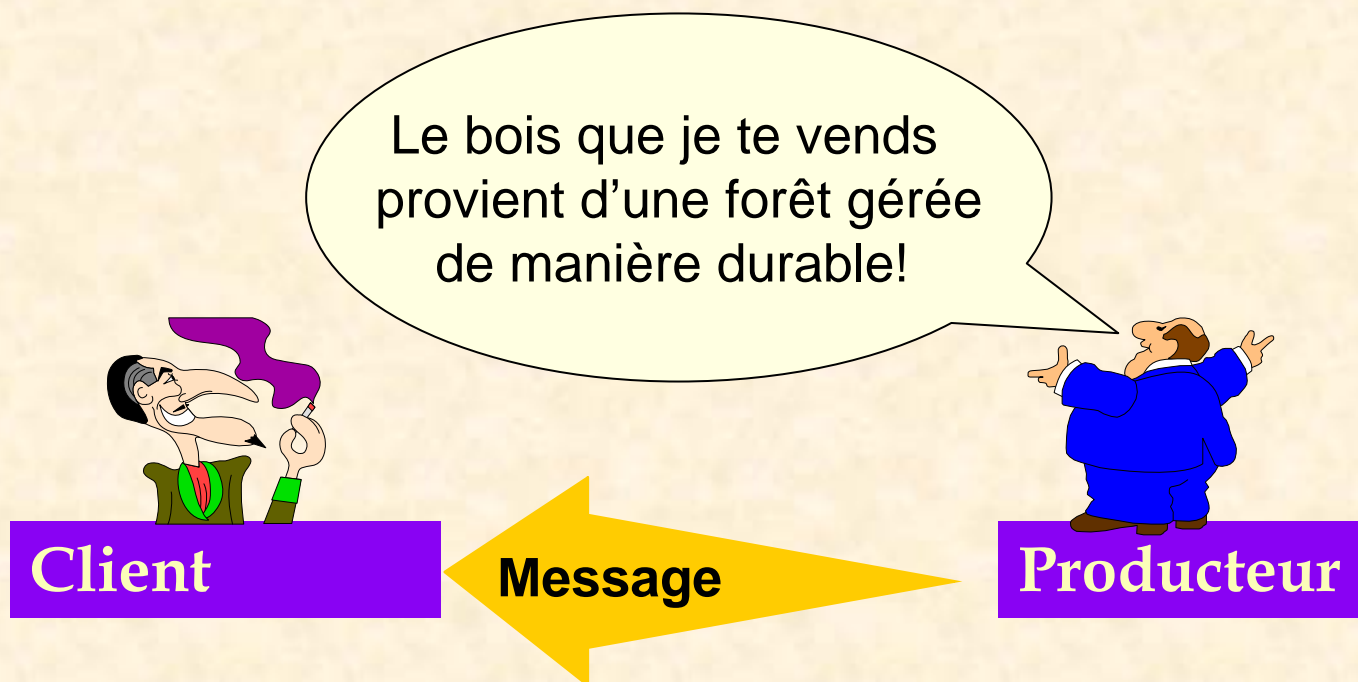 Le bois que je te vends
provient d’une forêt gérée
de manière durable!
Client
Message
Producteur